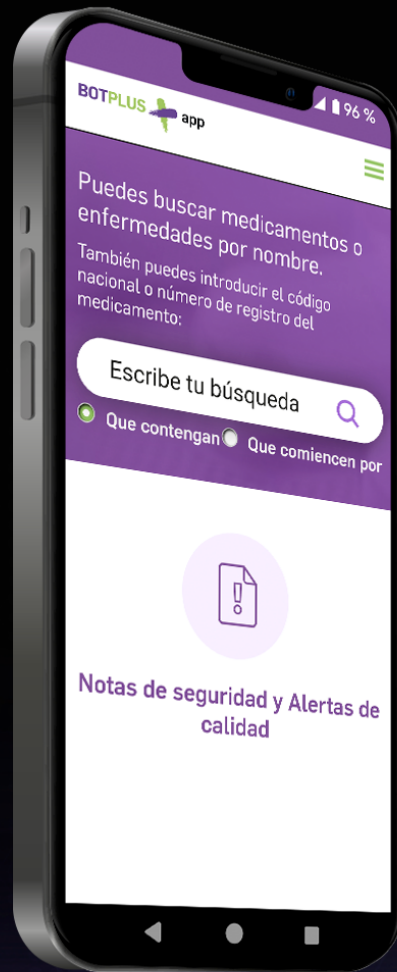 96 %
BOTPLUS app
Puedes buscar medicamentos o
enfermedades por nombre.
También puedes introducir el código
nacional o número de registro del
medicamento:
Escribe tu búsqueda
Que contengan Que comiencen por
Notas de seguridad y Alertas de
calidad